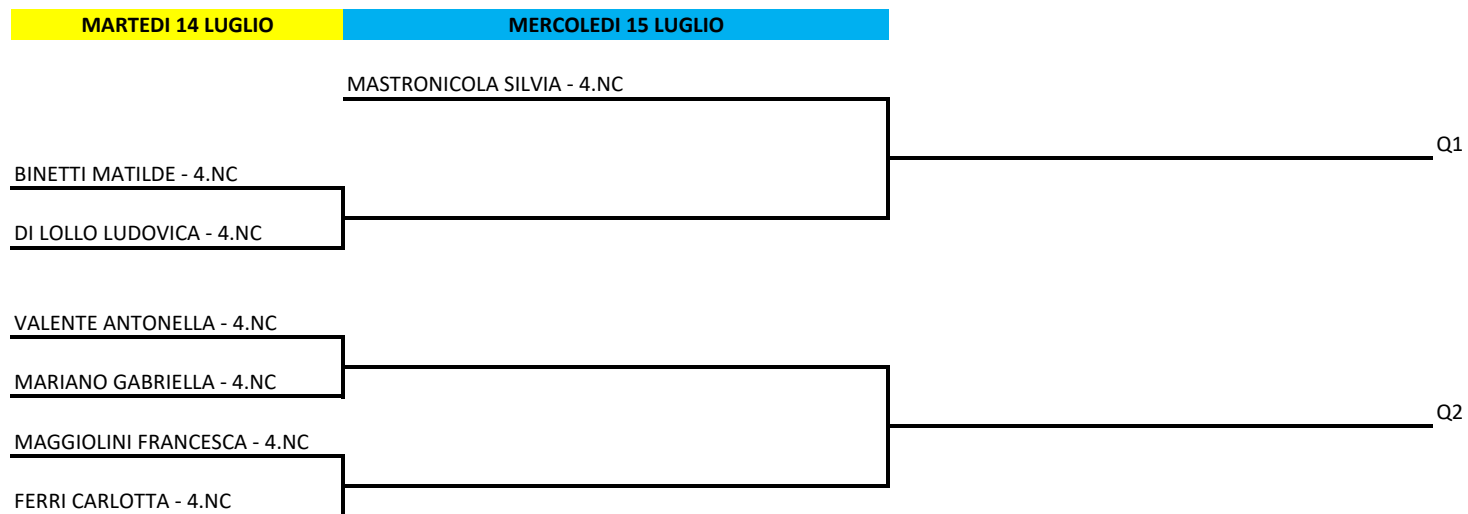 MARTEDI 14 LUGLIO
MERCOLEDI 15 LUGLIO
MASTRONICOLA SILVIA - 4.NC
Q1
BINETTI MATILDE - 4.NC
DI LOLLO LUDOVICA - 4.NC
VALENTE ANTONELLA - 4.NC
MARIANO GABRIELLA - 4.NC
Q2
MAGGIOLINI FRANCESCA - 4.NC
FERRI CARLOTTA - 4.NC